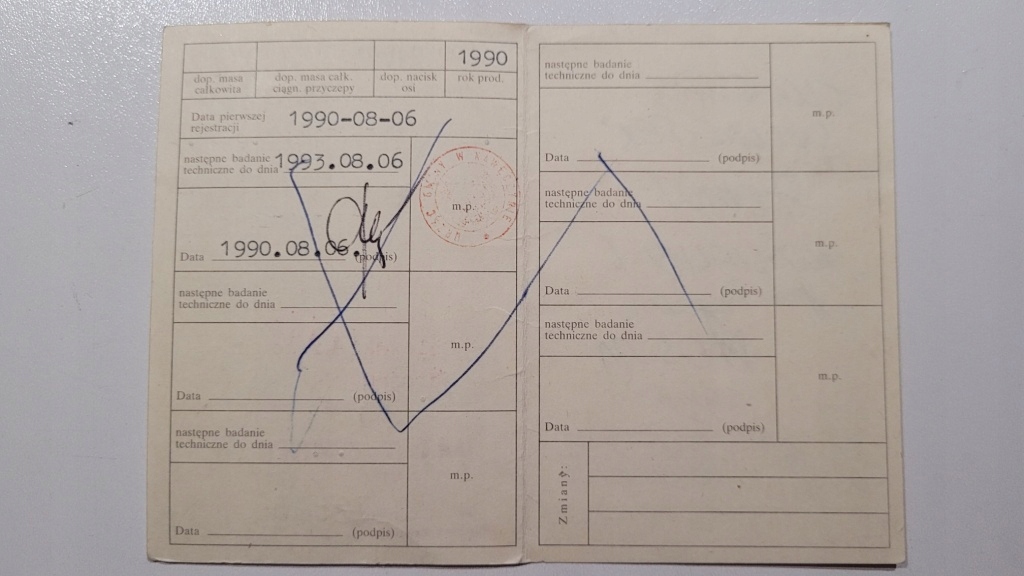 1990
dop. masa całkowita
dop. masa całk. ciągn. przyczepy
dop. nacisk osi
rok prod.
Data pierwszej rejestracji 1990-08-06
następne badanie
techniczne do dnia 1993.08.06
m.p.
Data 1990.08.06. (podpis)
następne badanie
techniczne do dnia
m.p.
Data (podpis)
następne badanie
techniczne do dnia
m.p.
Data (podpis)
następne badanie
techniczne do dnia
m.p.
Data (podpis)
następne badanie
techniczne do dnia
m.p.
Data (podpis)
następne badanie
techniczne do dnia
m.p.
Data (podpis)
Zmiany: